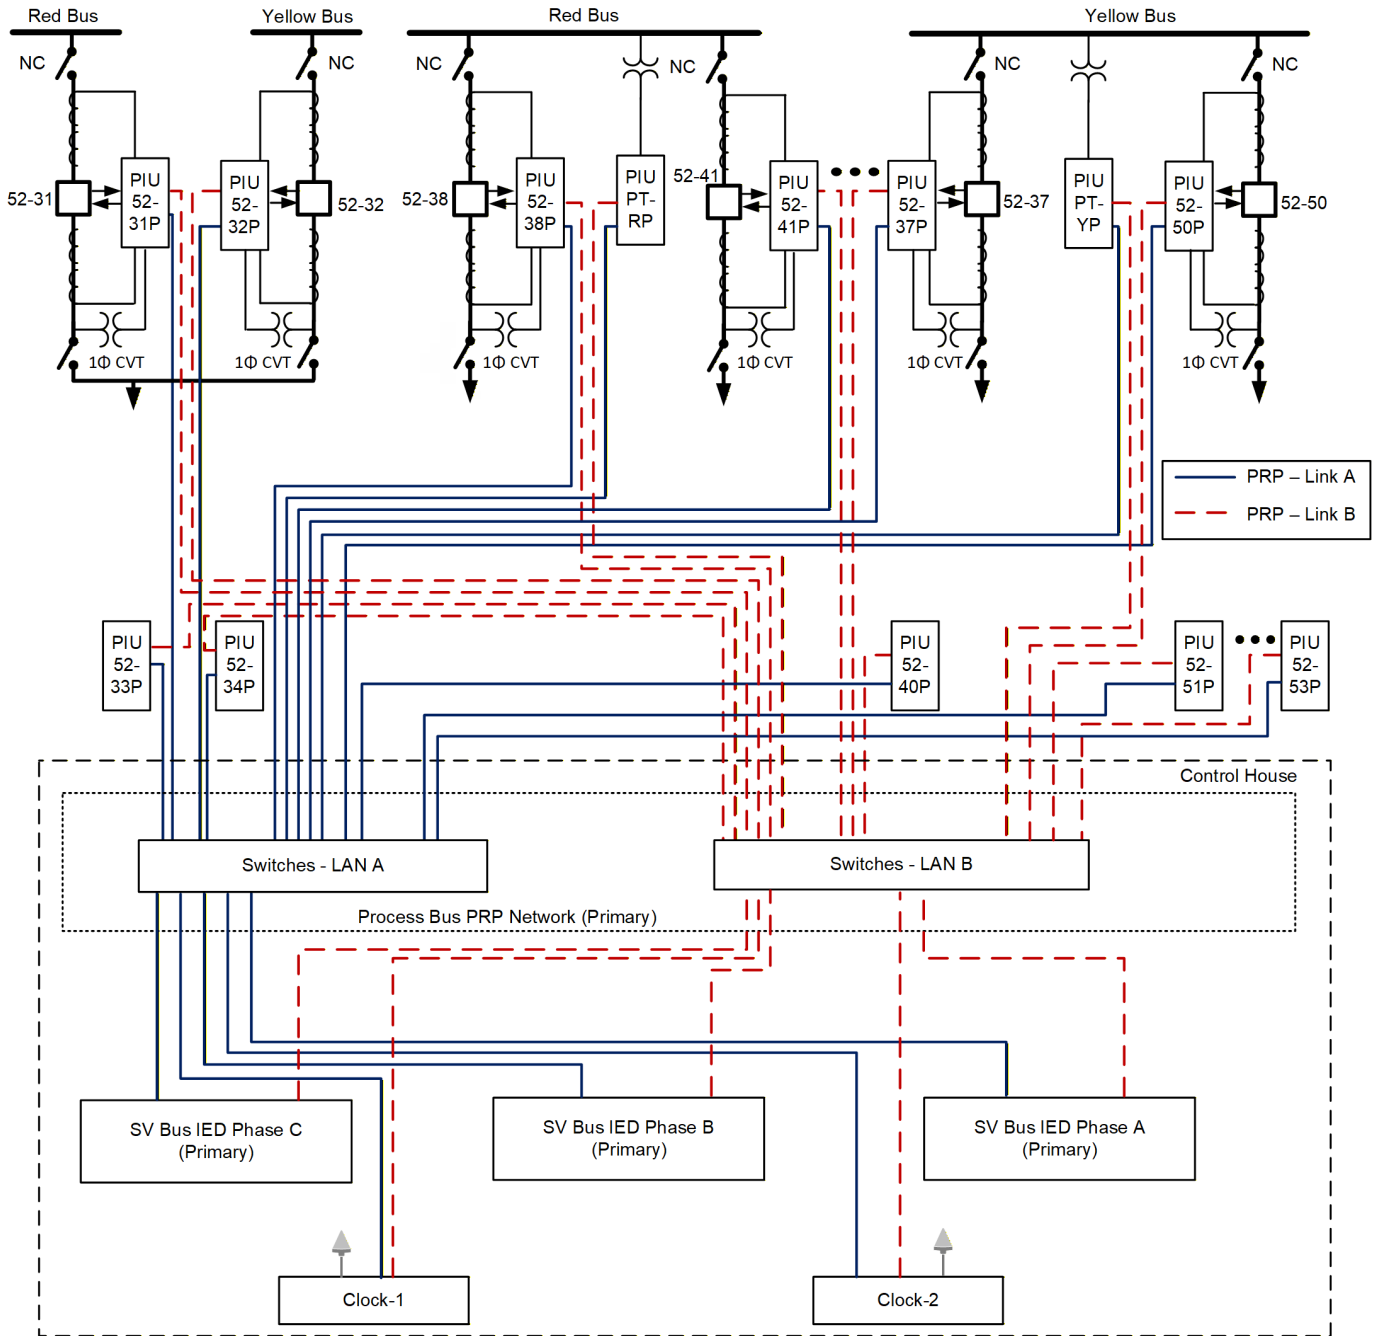 Red Bus
Yellow Bus
Red Bus
Yellow Bus
NC
NC
NC
NC
NC
NC
52-31
PIU
52-
31P
PIU
52-
32P
52-32
52-38
PIU
52-
38P
PIU
PT-
RP
52-41
PIU
52-
41P
PIU
52-
37P
52-37
PIU
PT-
YP
PIU
52-
50P
52-50
1Φ CVT
1Φ CVT
1Φ CVT
1Φ CVT
1Φ CVT
1Φ CVT
PRP – Link A
PRP – Link B
PIU
52-
33P
PIU
52-
34P
PIU
52-
40P
PIU
52-
51P
PIU
52-
53P
Control House
Switches - LAN A
Switches - LAN B
Process Bus PRP Network (Primary)
SV Bus IED Phase C
(Primary)
SV Bus IED Phase B
(Primary)
SV Bus IED Phase A
(Primary)
Clock-1
Clock-2